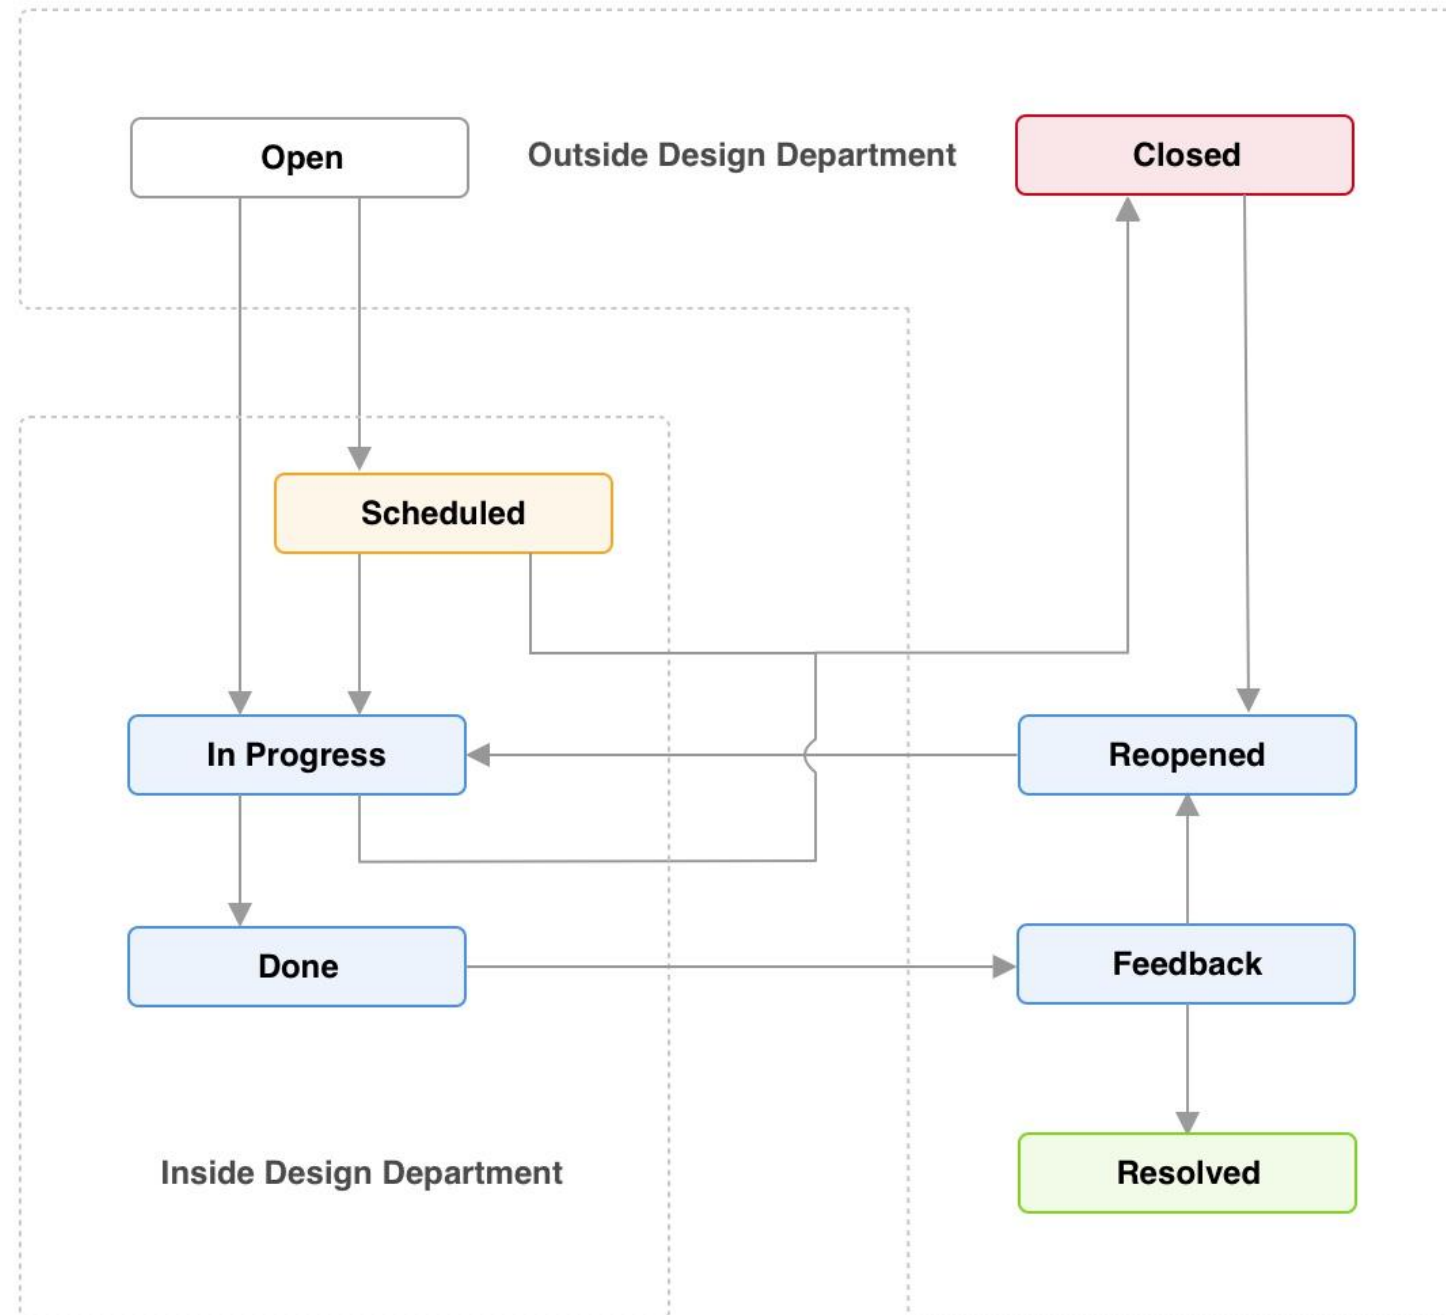 Open
Outside Design Department
Closed
Scheduled
In Progress
Reopened
Done
Feedback
Inside Design Department
Resolved